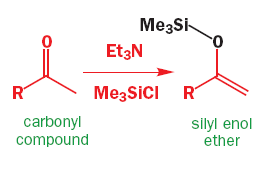 Me3Si
O
O
Et3N
R
Me3SiCl
R
carbonyl
compound
silyl enol
ether